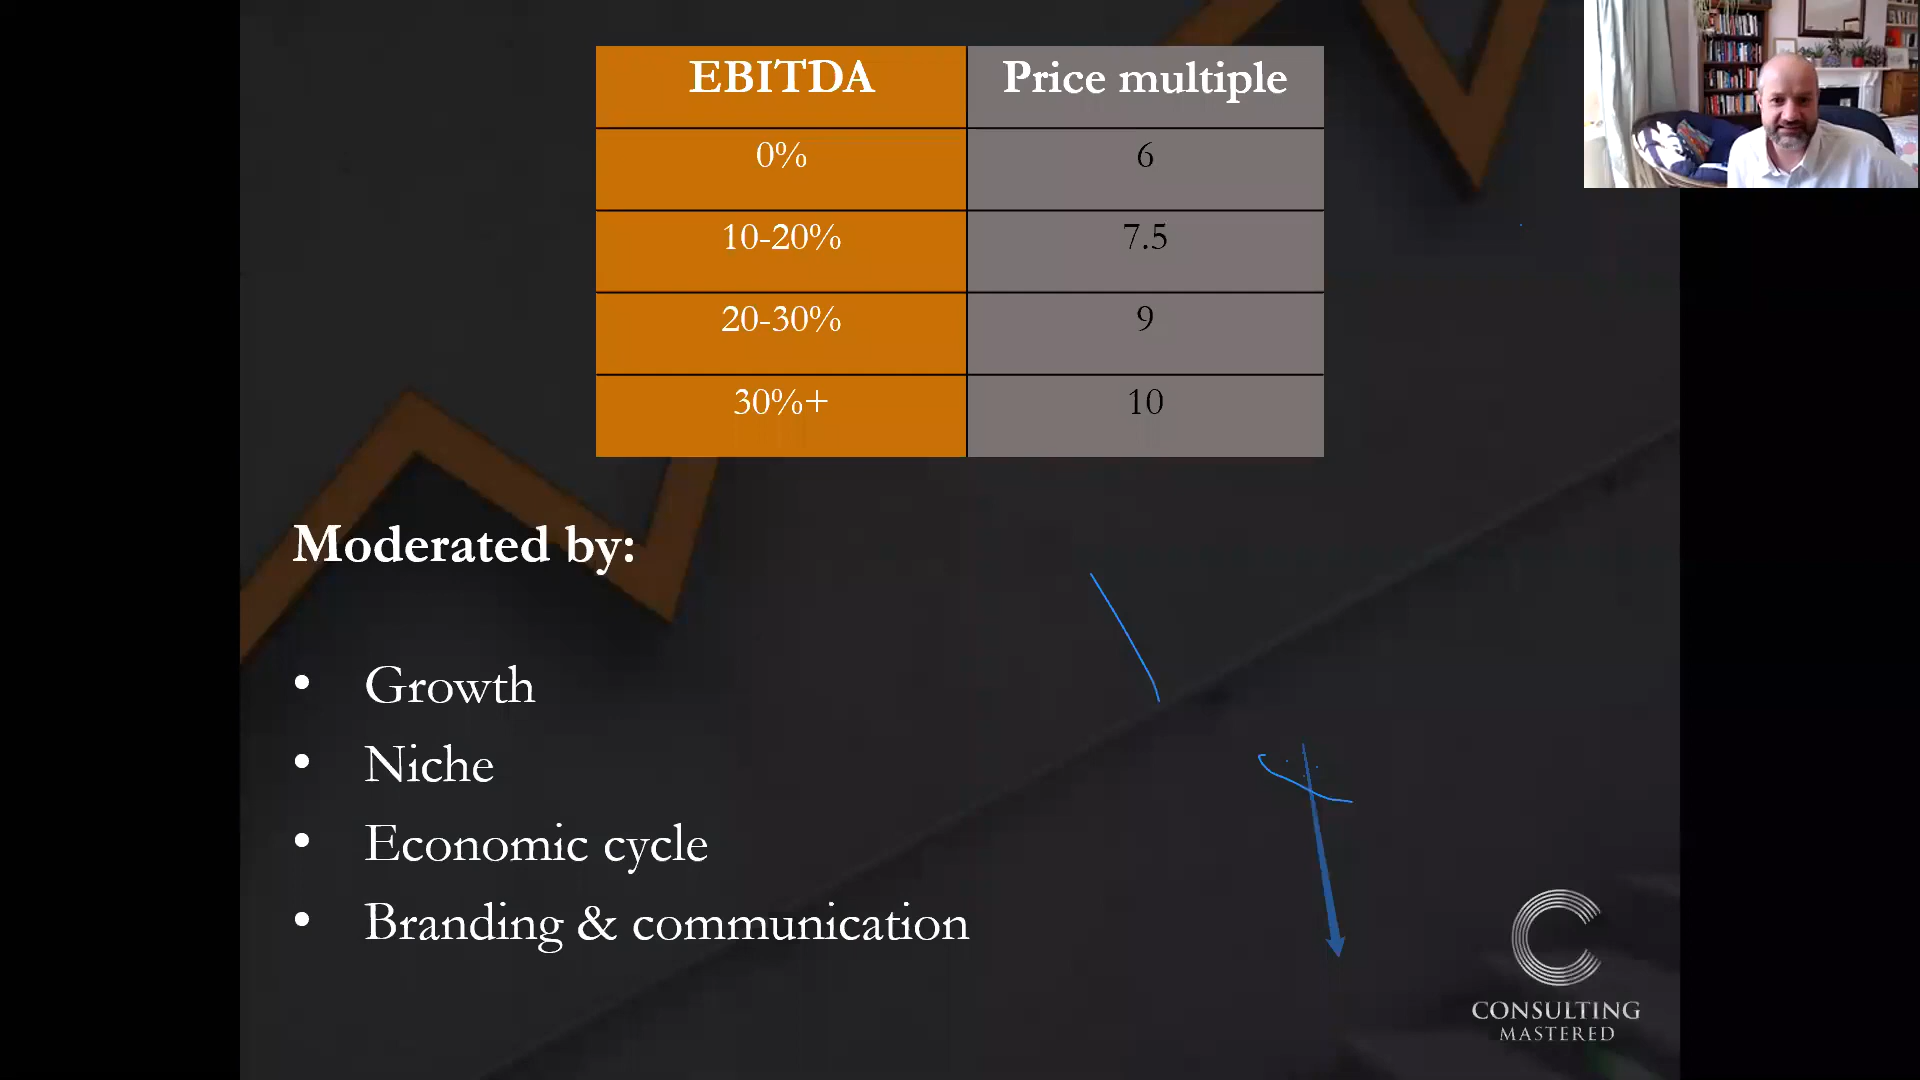 EBITDA Price multiple
0% 6
10-20% 7.5
20-30% 9
30%+ 10
Moderated by:
• Growth
• Niche
• Economic cycle
• Branding & communication
CONSULTING
MASTERED